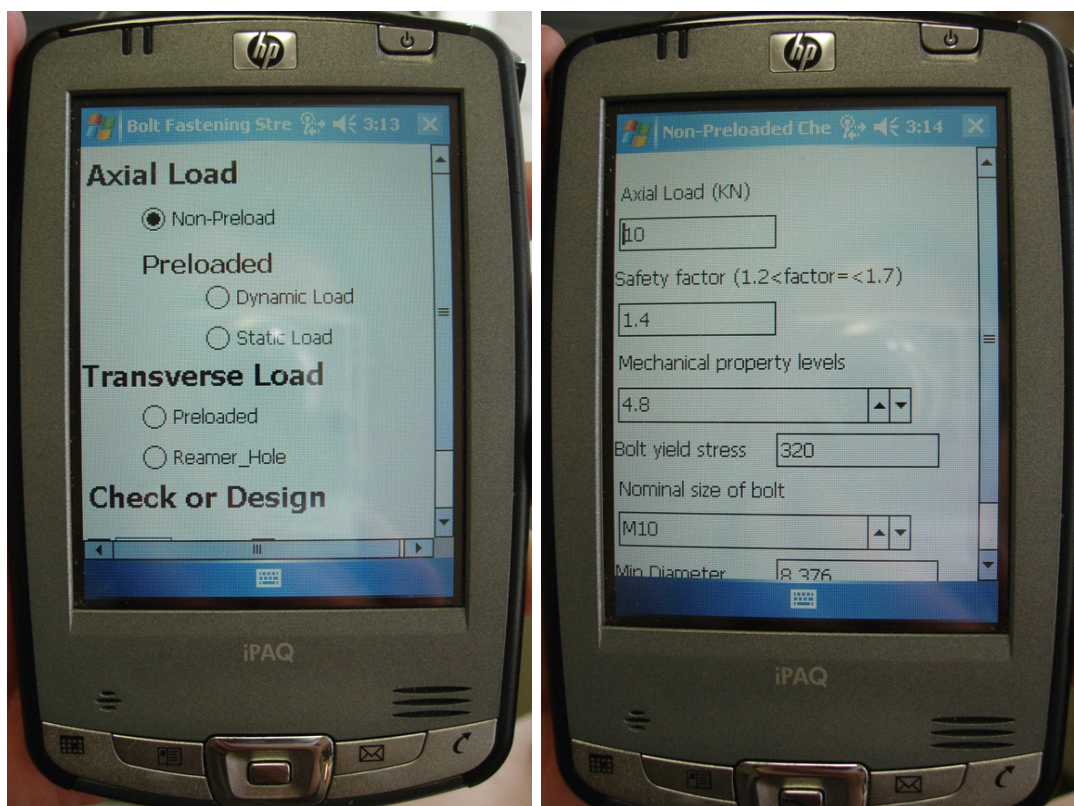 hp
Bolt Fastening Stre 3:13
Axial Load
Non-Preload
Preloaded
Dynamic Load
Static Load
Transverse Load
Preloaded
Reamer_Hole
Check or Design
iPAQ
hp
Non-Preloaded Che 3:14
Axial Load (KN)
10
Safety factor (1.2<factor=<1.7)
1.4
Mechanical property levels
4.8
Bolt yield stress 320
Nominal size of bolt
M10
Min Diameter 8.376
iPAQ